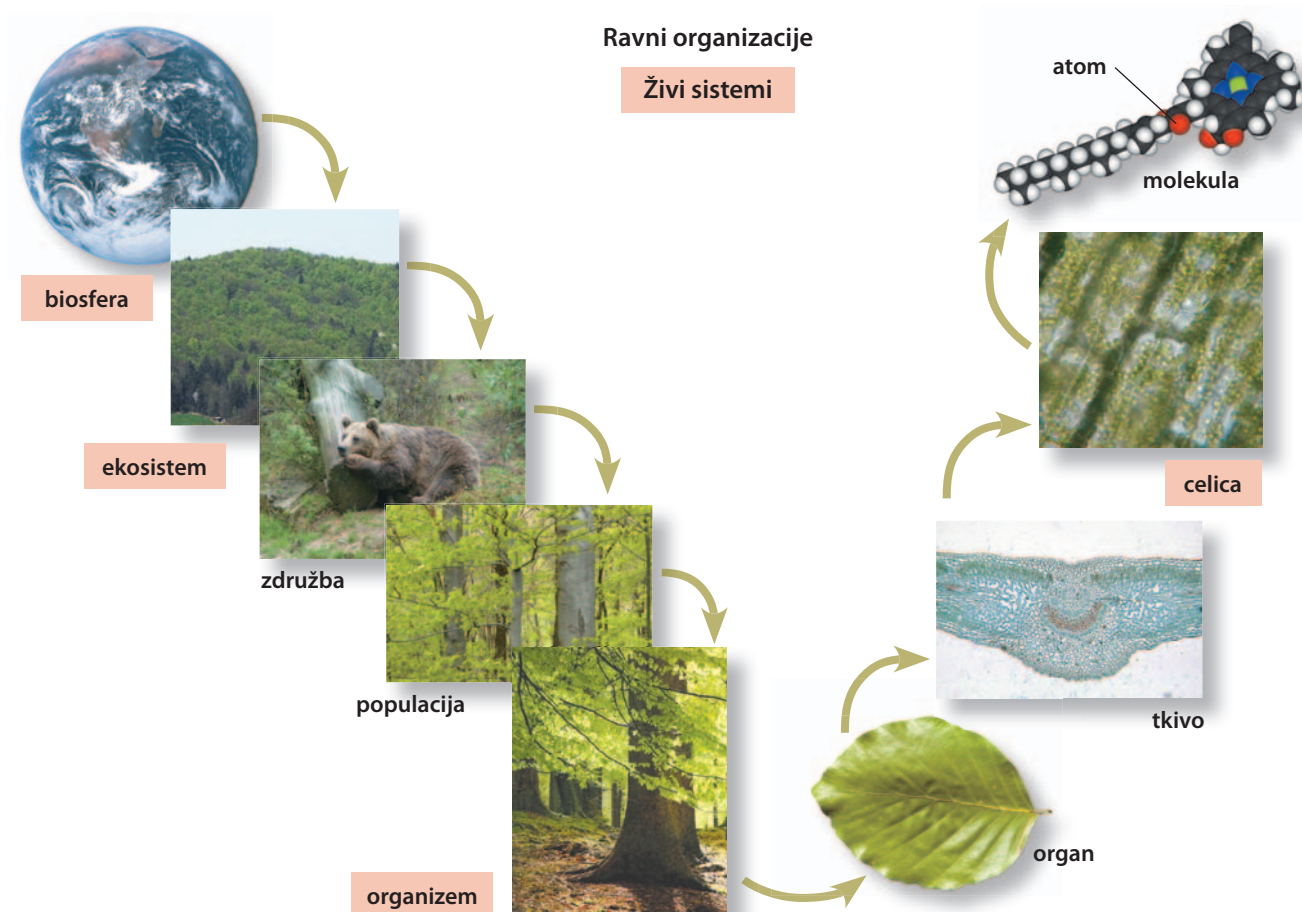 Ravni organizacije
Živi sistemi
biosfera
ekosistem
združba
populacija
organizem
organ
tkivo
celica
molekula
atom